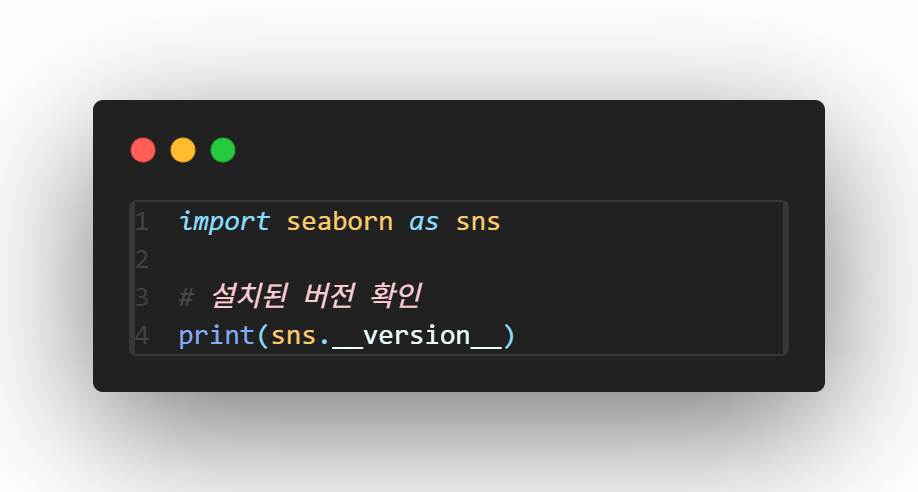 1 import seaborn as sns
2
3 # 설치된 버전 확인
4 print(sns.__version__)